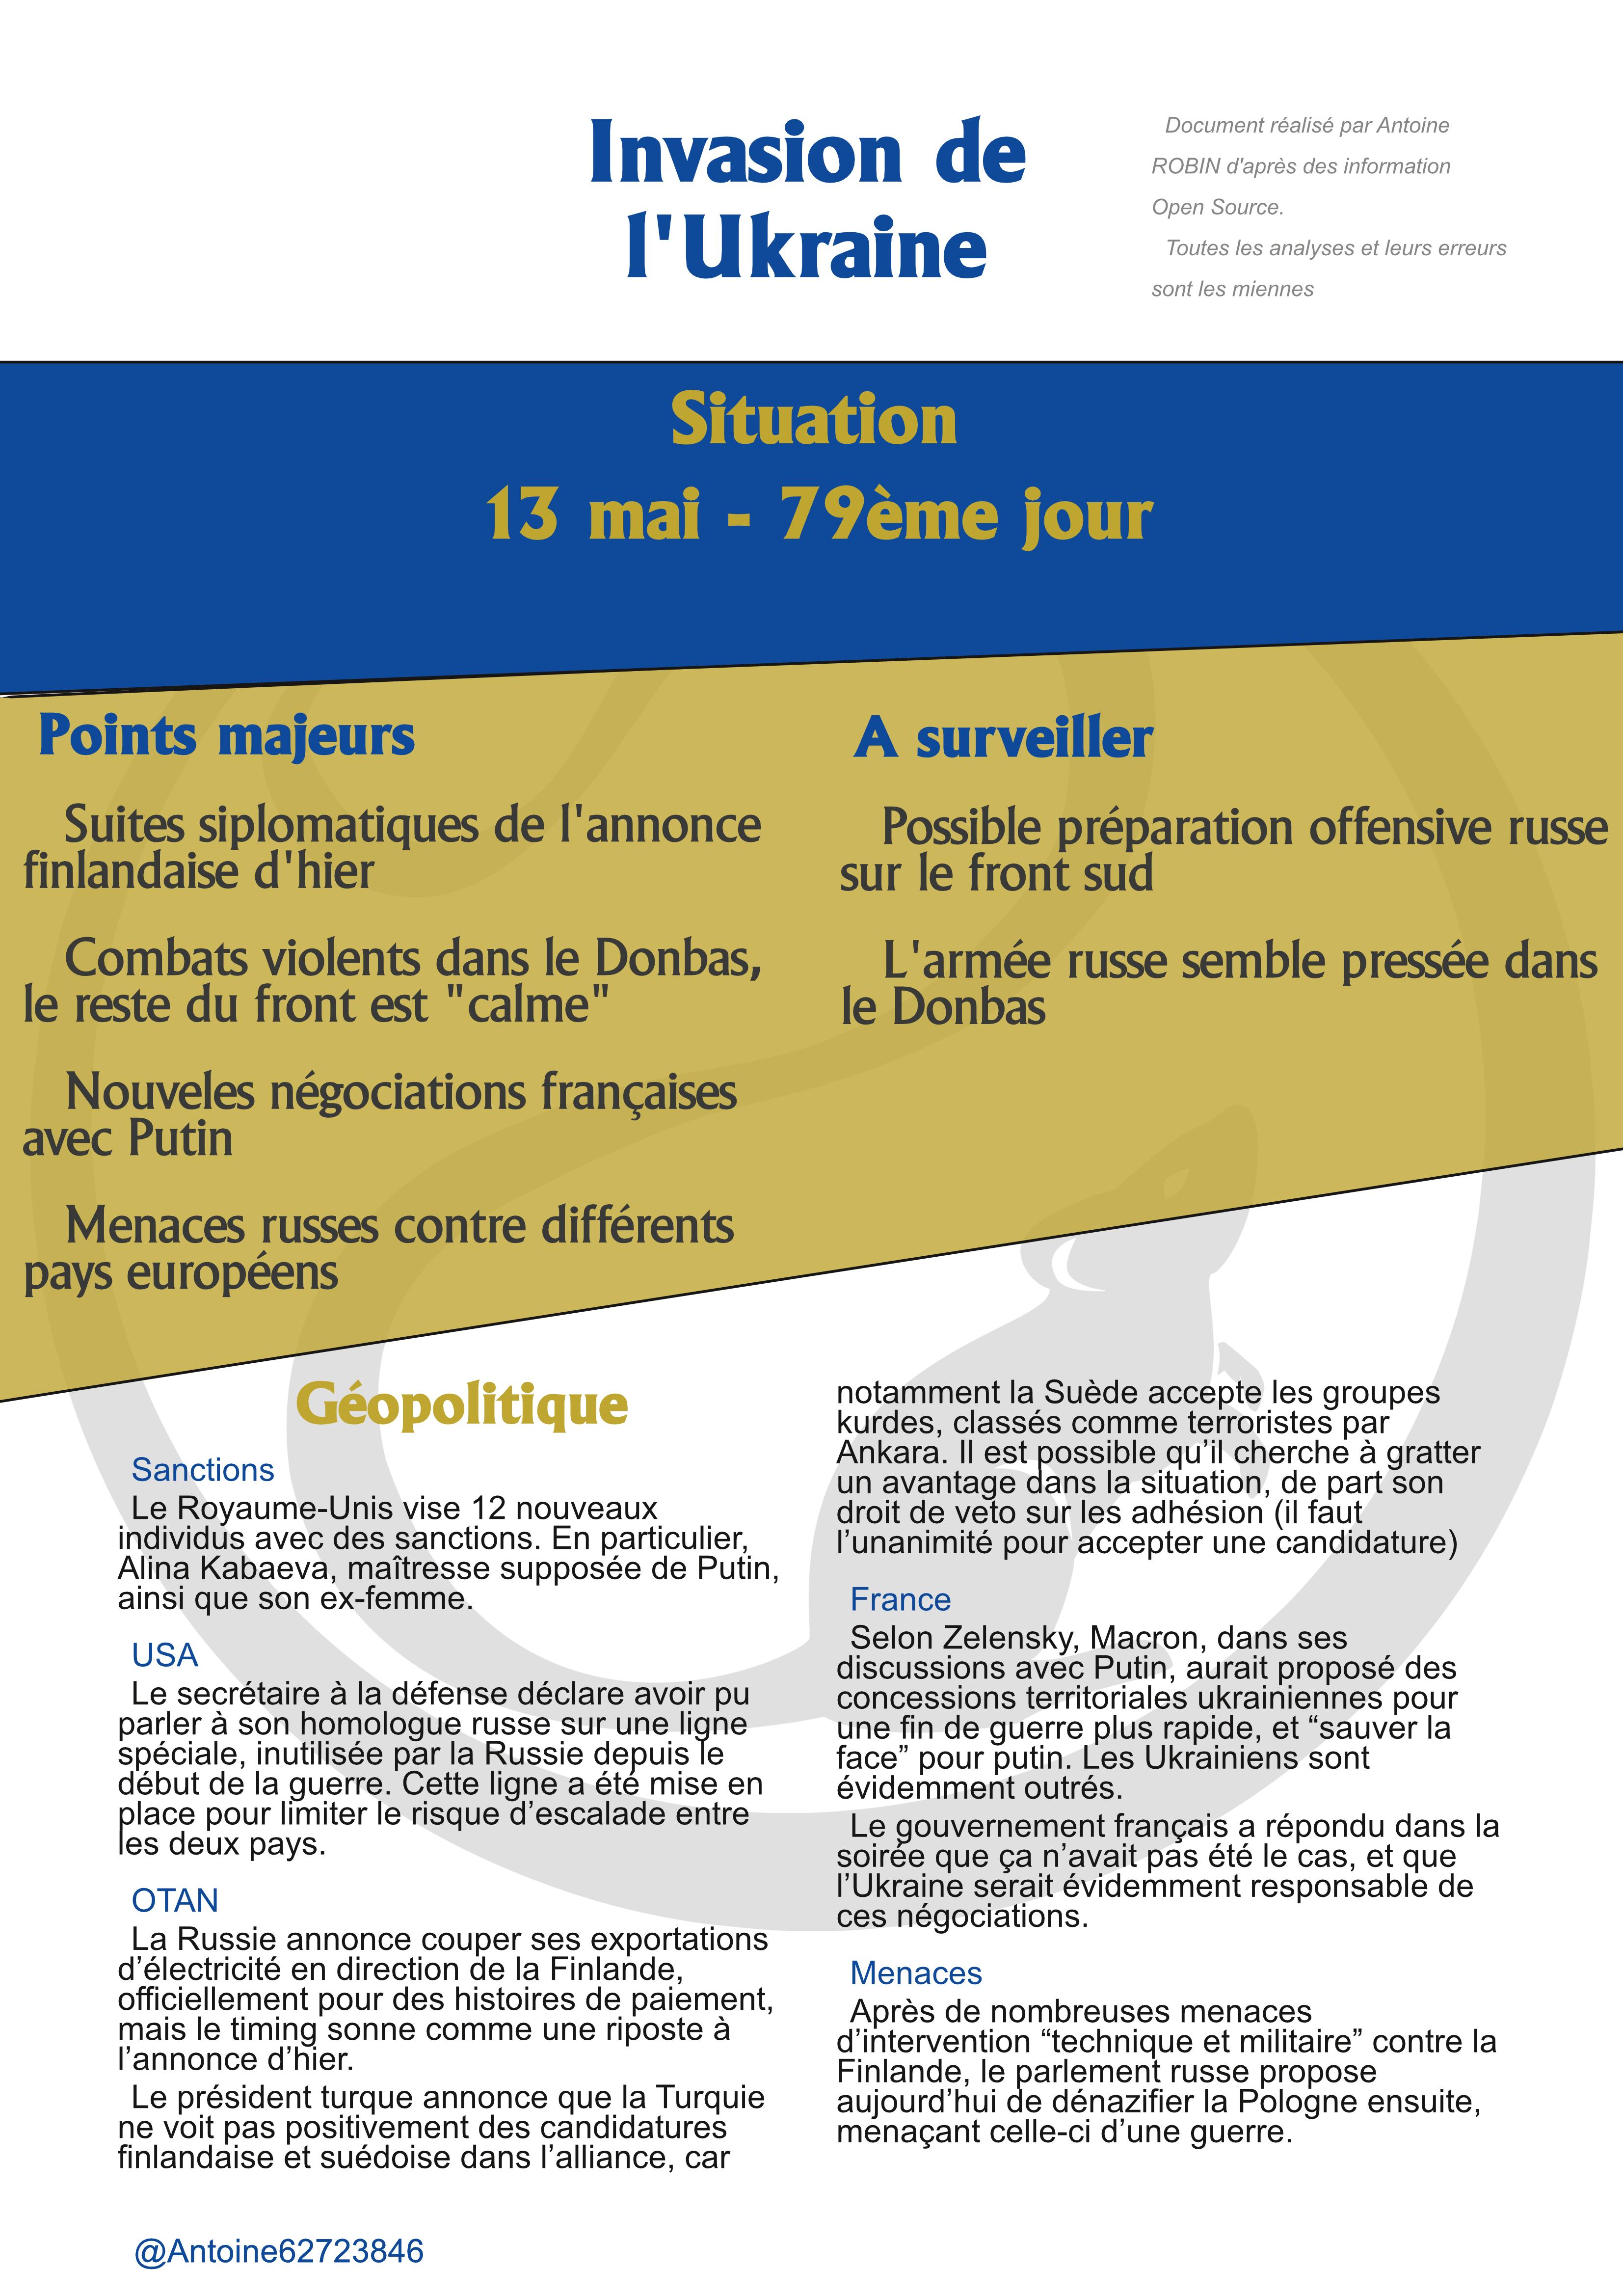 Invasion de
l'Ukraine
Document réalisé par Antoine
ROBIN d'après des information
Open Source.
Toutes les analyses et leurs erreurs
sont les miennes
Situation
13 mai - 79ème jour
Points majeurs
Suites siplomatiques de l'annonce
finlandaise d'hier
Combats violents dans le Donbas,
le reste du front est "calme"
Nouveles négociations françaises
avec Putin
Menaces russes contre différents
pays européens
A surveiller
Possible préparation offensive russe
sur le front sud
L'armée russe semble pressée dans
le Donbas
Géopolitique
Sanctions
Le Royaume-Unis vise 12 nouveaux
individus avec des sanctions. En particulier,
Alina Kabaeva, maîtresse supposée de Putin,
ainsi que son ex-femme.
USA
Le secrétaire à la défense déclare avoir pu
parler à son homologue russe sur une ligne
spéciale, inutilisée par la Russie depuis le
début de la guerre. Cette ligne a été mise en
place pour limiter le risque d’escalade entre
les deux pays.
OTAN
La Russie annonce couper ses exportations
d’électricité en direction de la Finlande,
officiellement pour des histoires de paiement,
mais le timing sonne comme une riposte à
l’annonce d’hier.
Le président turque annonce que la Turquie
ne voit pas positivement des candidatures
finlandaise et suédoise dans l’alliance, car
notamment la Suède accepte les groupes
kurdes, classés comme terroristes par
Ankara. Il est possible qu’il cherche à gratter
un avantage dans la situation, de part son
droit de veto sur les adhésion (il faut
l’unanimité pour accepter une candidature)
France
Selon Zelensky, Macron, dans ses
discussions avec Putin, aurait proposé des
concessions territoriales ukrainiennes pour
une fin de guerre plus rapide, et “sauver la
face” pour putin. Les Ukrainiens sont
évidemment outrés.
Le gouvernement français a répondu dans la
soirée que ça n’avait pas été le cas, et que
l’Ukraine serait évidemment responsable de
ces négociations.
Menaces
Après de nombreuses menaces
d’intervention “technique et militaire” contre la
Finlande, le parlement russe propose
aujourd’hui de dénazifier la Pologne ensuite,
menaçant celle-ci d’une guerre.
@Antoine62723846